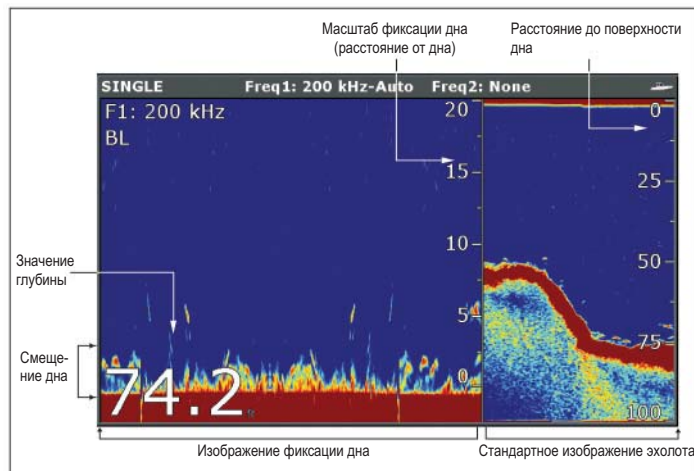 Масштаб фиксации дна
(расстояние от дна)
Расстояние до поверхности
дна
SINGLE Freq1: 200 kHz-Auto Freq2: None
F1: 200 kHz
BL
20
15
10
5
0
0
25
50
75
100
Значение
глубины
Смеще-
ние дна
74.2
Изображение фиксации дна
Стандартное изображение эхолота